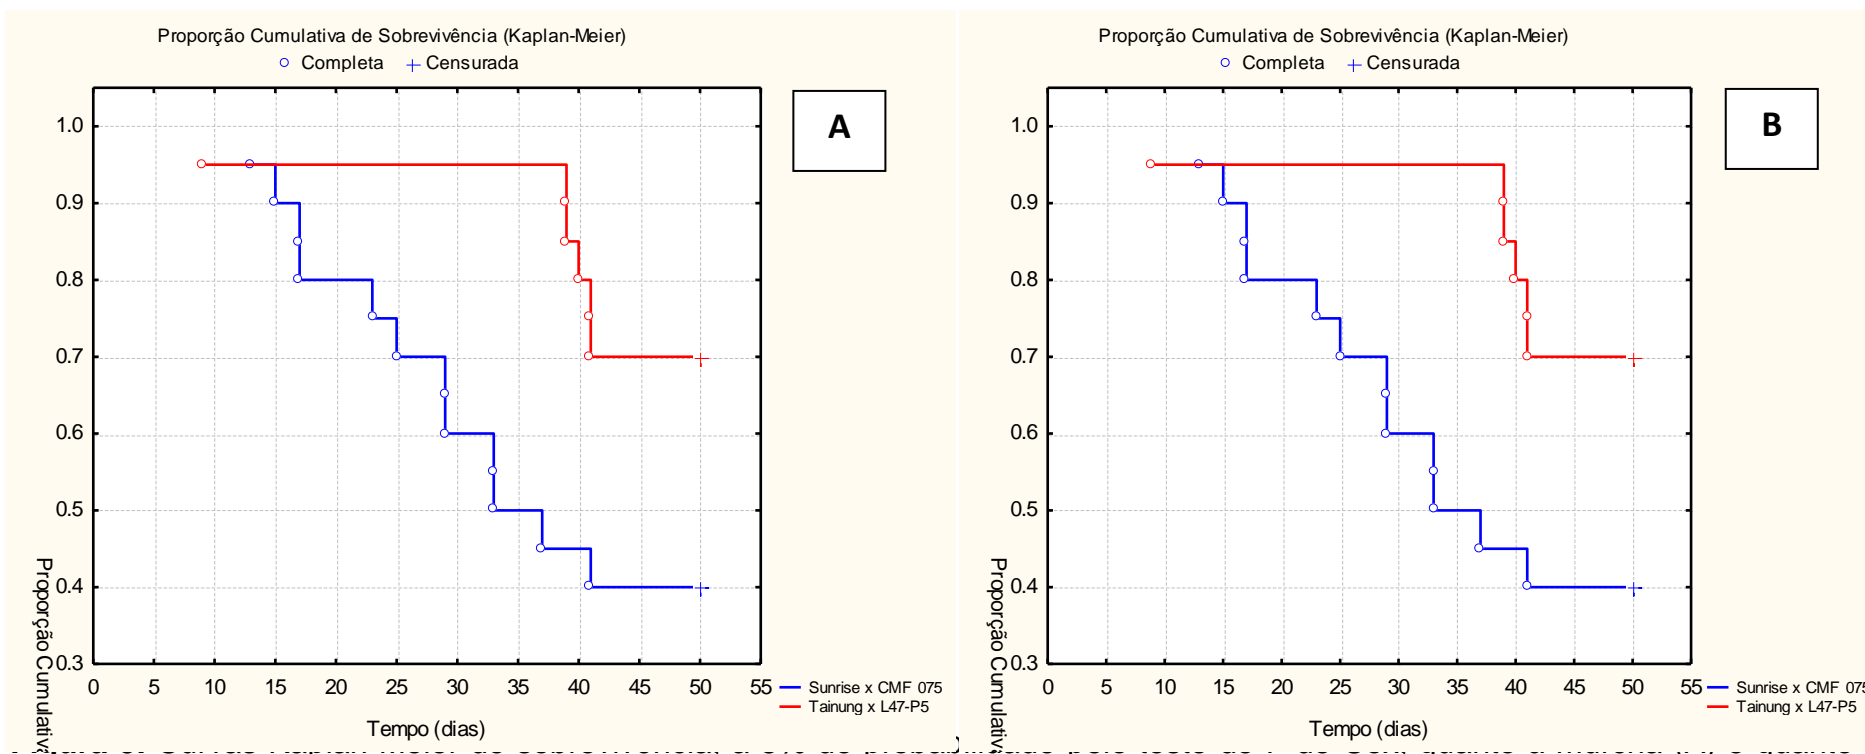 Proporção Cumulativa de Sobrevivência (Kaplan-Meier)
Completa Censurada
A
1.0
0.9
0.8
0.7
0.6
0.5
0.4
0.3
Proporção Cumulativa
0 5 10 15 20 25 30 35 40 45 50 55
Tempo (dias)
Sunrise x CMF 075
Tainung x L47-P5
Proporção Cumulativa de Sobrevivência (Kaplan-Meier)
Completa Censurada
B
1.0
0.9
0.8
0.7
0.6
0.5
0.4
0.3
Proporção Cumulativa
0 5 10 15 20 25 30 35 40 45 50 55
Tempo (dias)
Sunrise x CMF 075
Tainung x L47-P5